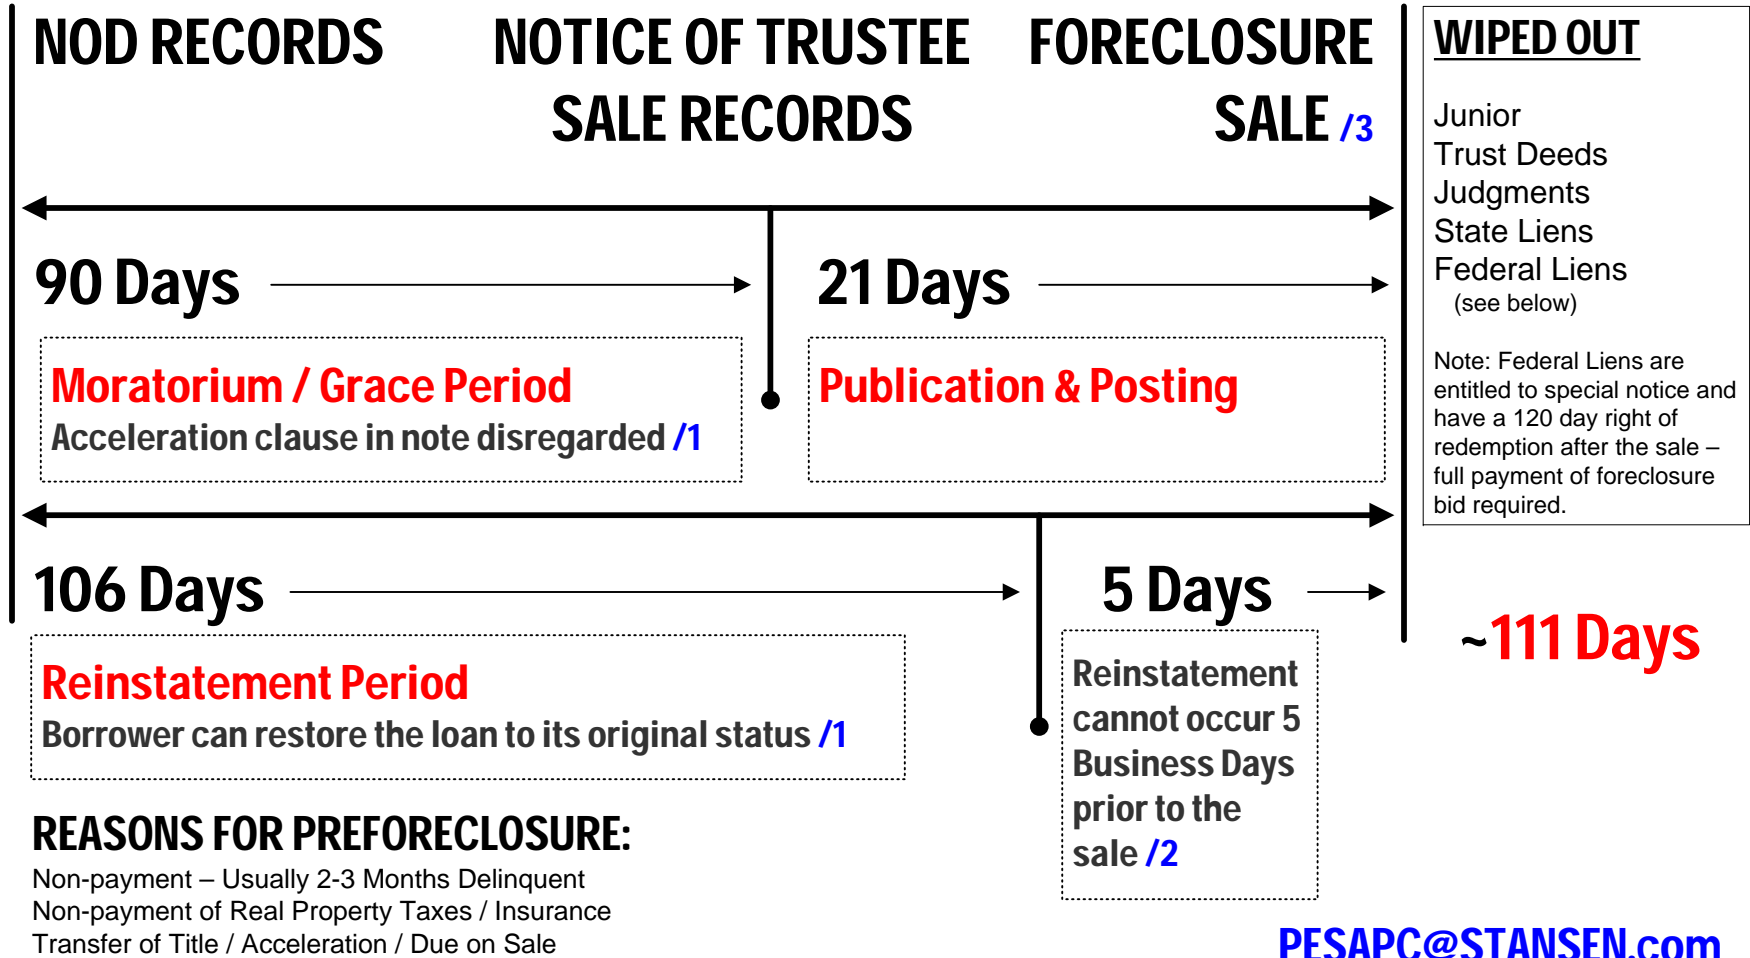 NOD RECORDS
NOTICE OF TRUSTEE
SALE RECORDS
FORECLOSURE
SALE /3
90 Days
21 Days
Moratorium / Grace Period
Acceleration clause in note disregarded /1
Publication & Posting
106 Days
5 Days
Reinstatement Period
Borrower can restore the loan to its original status /1
Reinstatement
cannot occur 5
Business Days
prior to the
sale /2
WIPED OUT
Junior
Trust Deeds
Judgments
State Liens
Federal Liens
(see below)
Note: Federal Liens are
entitled to special notice and
have a 120 day right of
redemption after the sale –
full payment of foreclosure
bid required.
~111 Days
REASONS FOR PREFORECLOSURE:
Non-payment – Usually 2-3 Months Delinquent
Non-payment of Real Property Taxes / Insurance
Transfer of Title / Acceleration / Due on Sale
PESAPC@STANSEN.com